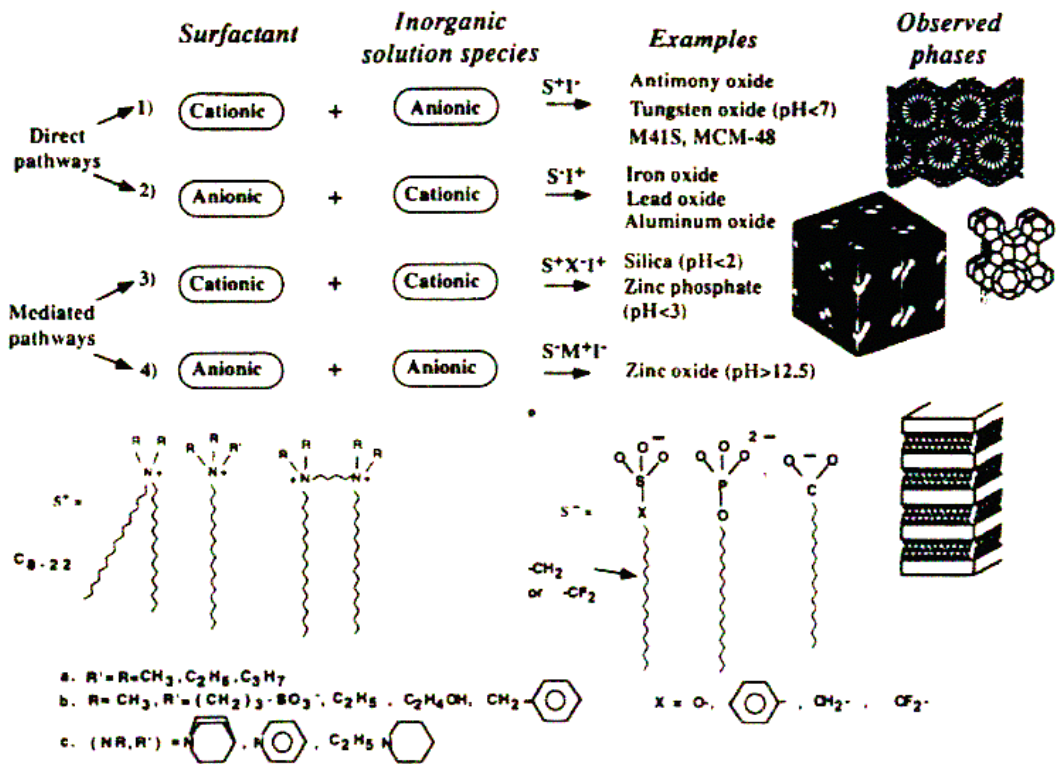 Surfactant
Inorganic
solution species
Examples
Observed
phases
Direct
pathways
1) Cationic + Anionic S⁺I⁻
Antimony oxide
Tungsten oxide (pH<7)
M41S, MCM-48
2) Anionic + Cationic S⁻I⁺
Iron oxide
Lead oxide
Aluminum oxide
Mediated
pathways
3) Cationic + Cationic S⁺X⁻I⁺
Silica (pH<2)
Zinc phosphate
(pH<3)
4) Anionic + Anionic S⁻M⁺I⁻
Zinc oxide (pH>12.5)
R R R R R' R R R R
N⁺ N⁺ ⁺N N⁺
S⁺ =
C8-22
O O⁻ O O O 2− O O − O
S P C
X O
S⁻ =
-CH2
or -CF2
a. R'=R=CH3, C2H5, C3H7
b. R=CH3, R'=(CH2)3-SO3⁻, C2H5, C2H4OH, CH2-
X = O-, , CH2-, CF2-
c. (NR,R') = N , N , C2H5 N